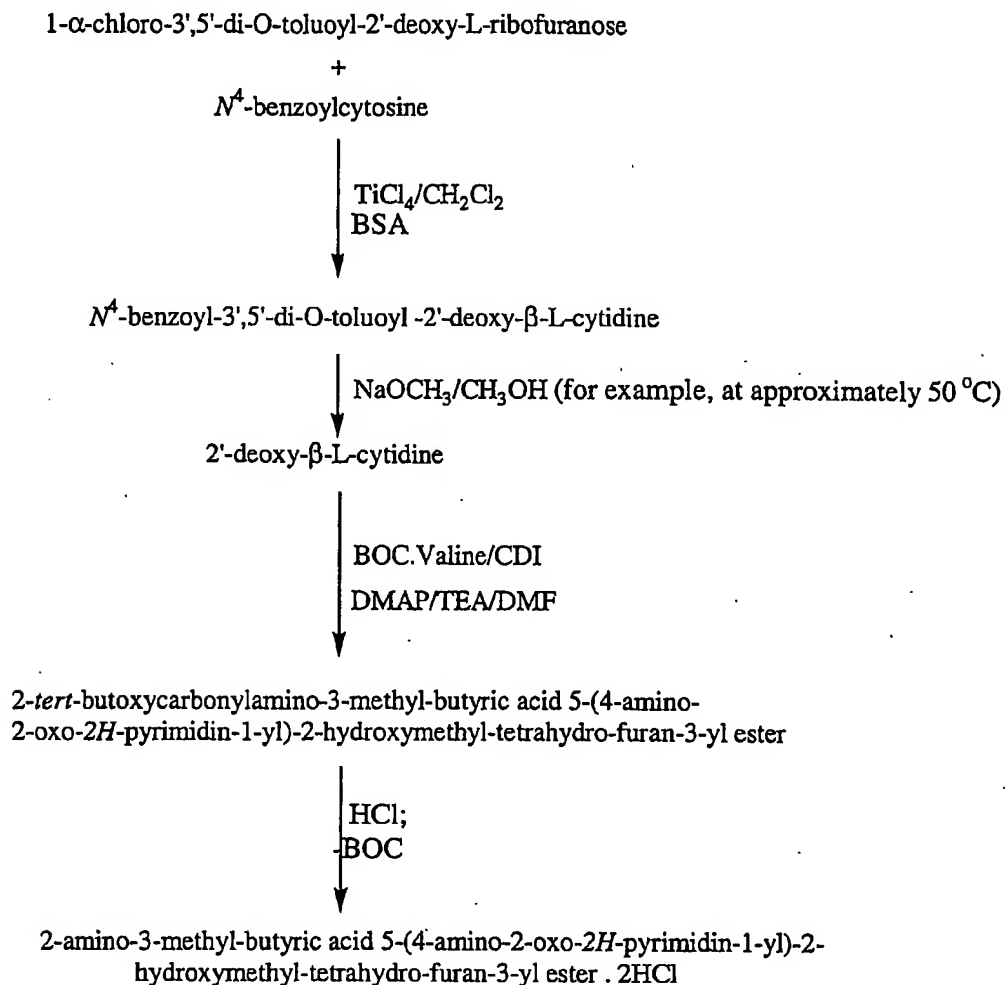 1-α-chloro-3',5'-di-O-toluoyl-2'-deoxy-L-ribofuranose
+
N⁴-benzoylcytosine
TiCl₄/CH₂Cl₂
BSA
N⁴-benzoyl-3',5'-di-O-toluoyl -2'-deoxy-β-L-cytidine
NaOCH₃/CH₃OH (for example, at approximately 50 °C)
2'-deoxy-β-L-cytidine
BOC.Valine/CDI
DMAP/TEA/DMF
2-tert-butoxycarbonylamino-3-methyl-butyric acid 5-(4-amino-
2-oxo-2H-pyrimidin-1-yl)-2-hydroxymethyl-tetrahydro-furan-3-yl ester
HCl;
-BOC
2-amino-3-methyl-butyric acid 5-(4-amino-2-oxo-2H-pyrimidin-1-yl)-2-
hydroxymethyl-tetrahydro-furan-3-yl ester . 2HCl